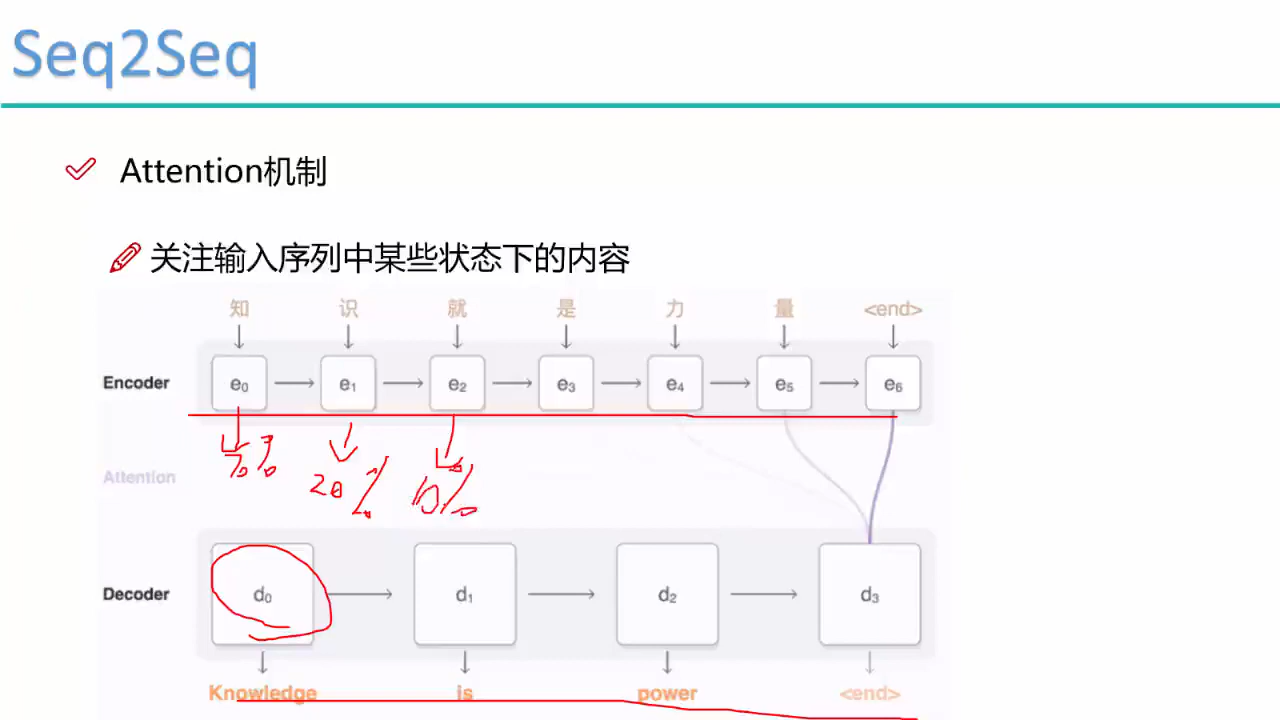 Seq2Seq
Attention机制
关注输入序列中某些状态下的内容
知 识 就 是 力 量 <end>
Encoder e0 e1 e2 e3 e4 e5 e6
20% 10%
Attention
Decoder d0 d1 d2 d3
Knowledge is power <end>